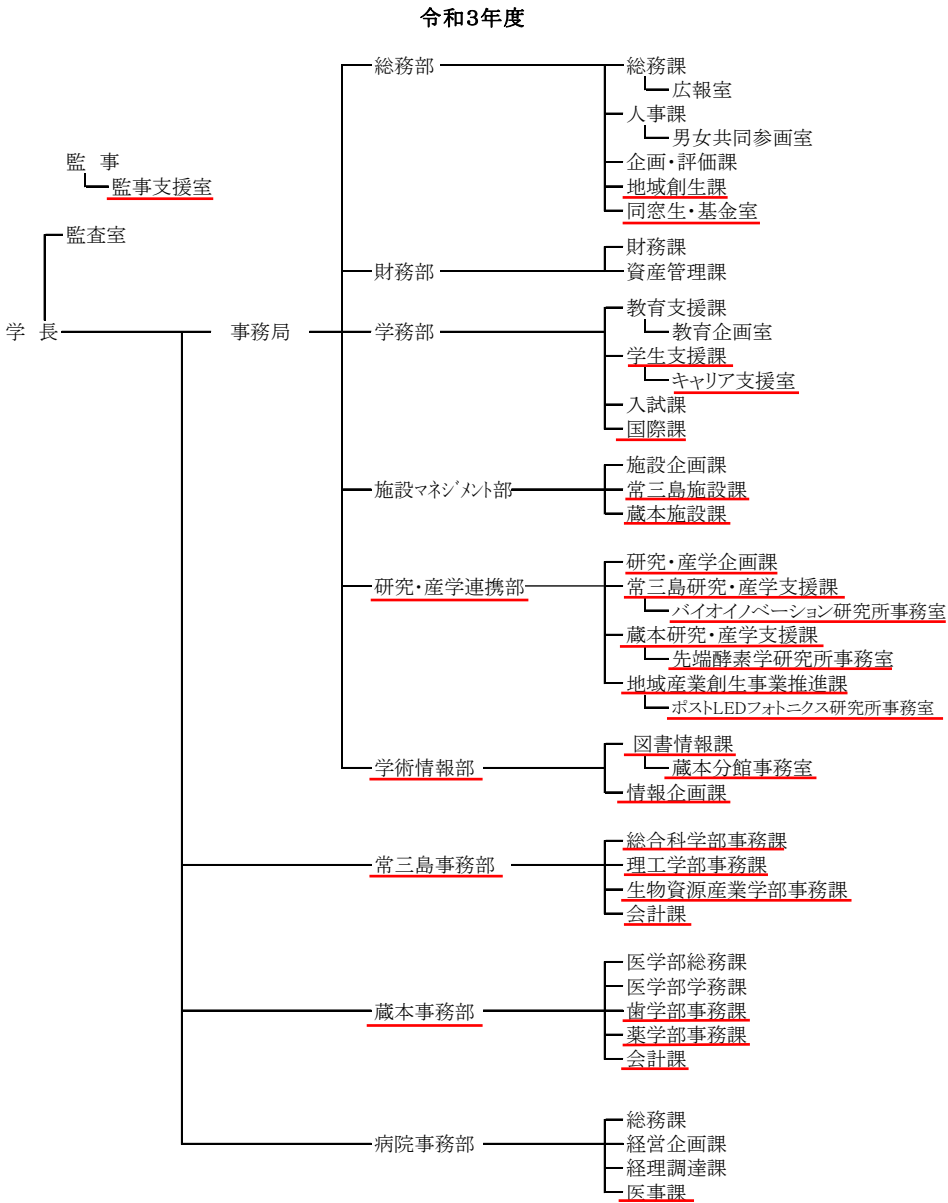 令和3年度
総務部
総務課
広報室
人事課
男女共同参画室
企画・評価課
地域創生課
同窓生・基金室
監 事
監事支援室
監査室
財務部
財務課
資産管理課
学 長
事務局
学務部
教育支援課
教育企画室
学生支援課
キャリア支援室
入試課
国際課
施設マネジメント部
施設企画課
常三島施設課
蔵本施設課
研究・産学連携部
研究・産学企画課
常三島研究・産学支援課
バイオイノベーション研究所事務室
蔵本研究・産学支援課
先端酵素学研究所事務室
地域産業創生事業推進課
ポストLEDフォトニクス研究所事務室
学術情報部
図書情報課
蔵本分館事務室
情報企画課
常三島事務部
総合科学部事務課
理工学部事務課
生物資源産業学部事務課
会計課
蔵本事務部
医学部総務課
医学部学務課
歯学部事務課
薬学部事務課
会計課
病院事務部
総務課
経営企画課
経理調達課
医事課